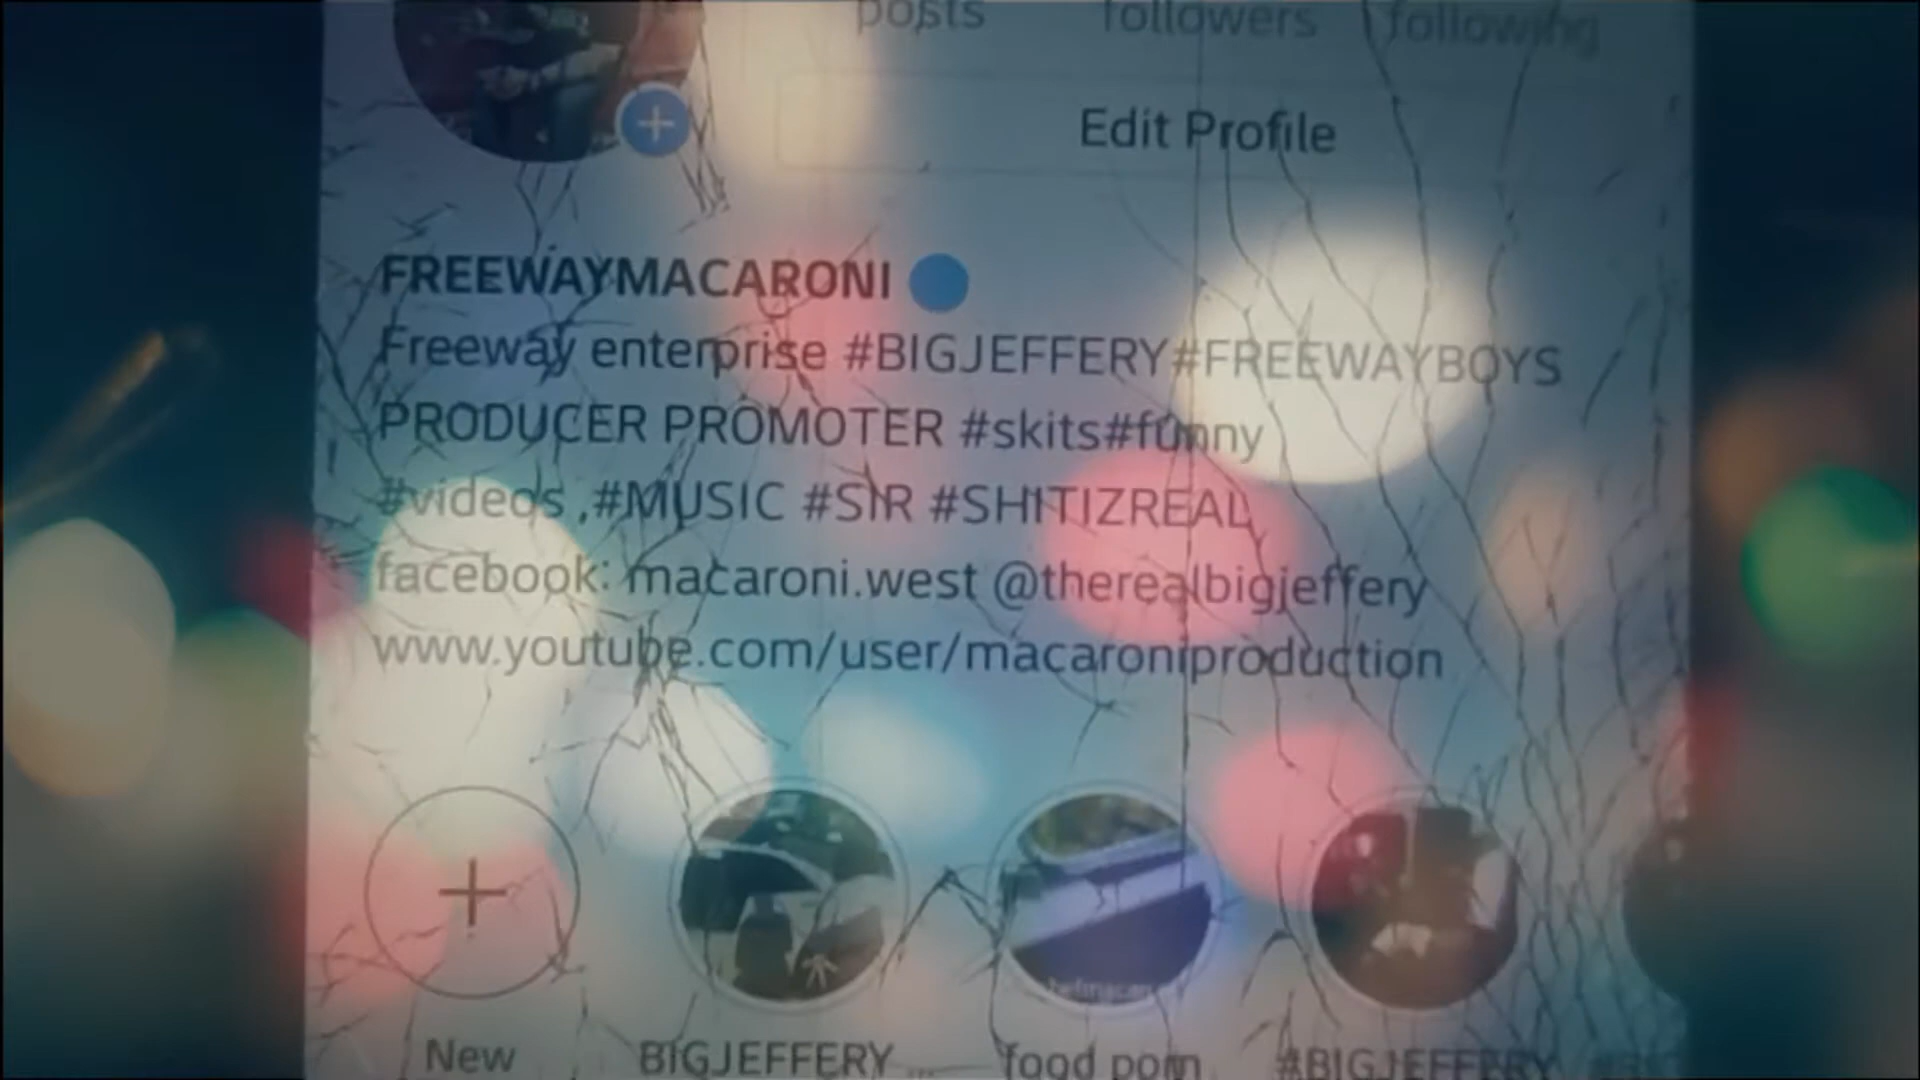 posts followers following
Edit Profile
FREEWAYMACARONI
Freeway enterprise #BIGJEFFERY#FREEWAYBOYS
PRODUCER PROMOTER #skits#funny
#videos ,#MUSIC #SIR #SHITIZREAL
facebook: macaroni.west @therealbigjeffery
www.youtube.com/user/macaroniproduction
New BIGJEFFERY ... food porn #BIGJEFFERY